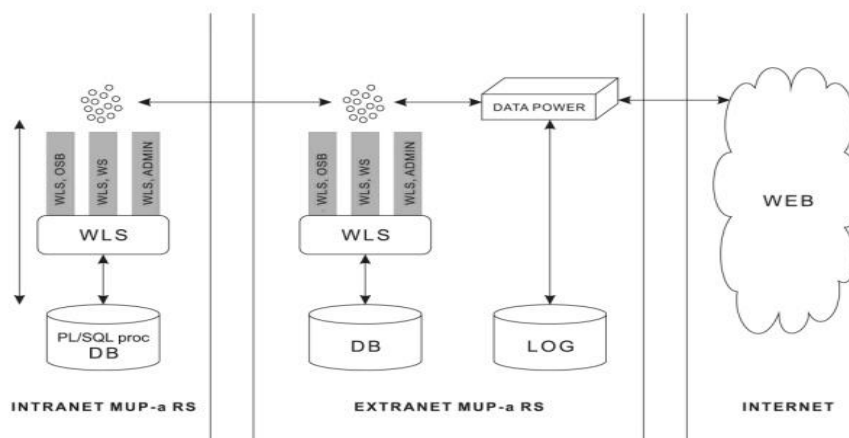 WLS, OSB
WLS, WS
WLS, ADMIN
WLS
PL/SQL proc
DB
INTRANET MUP-a RS
WLS, OSB
WLS, WS
WLS, ADMIN
WLS
DB
DATA POWER
LOG
EXTRANET MUP-a RS
WEB
INTERNET